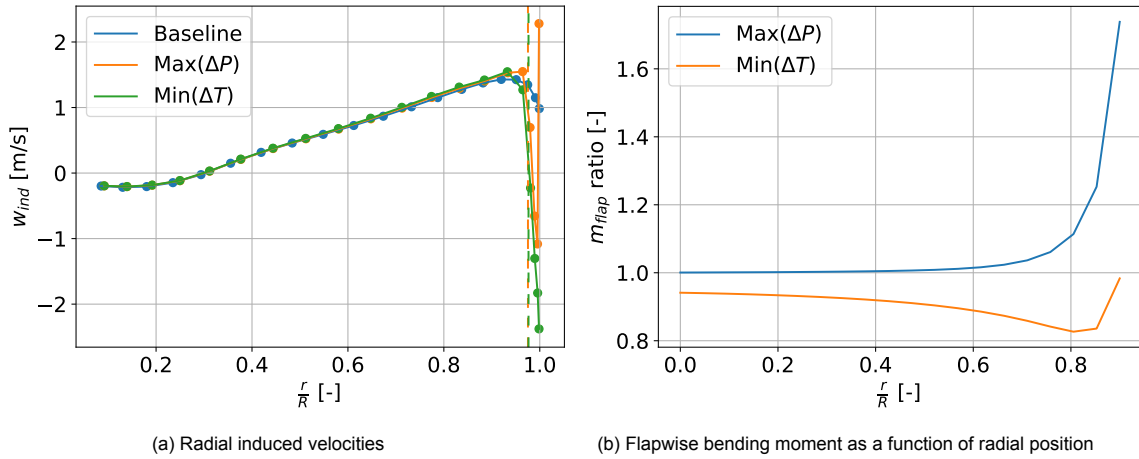 Baseline
Max(ΔP)
Min(ΔT)
w_ind [m/s]
2
1
0
−1
−2
0.2 0.4 0.6 0.8 1.0
r/R [-]
(a) Radial induced velocities
Max(ΔP)
Min(ΔT)
m_flap ratio [-]
1.6
1.4
1.2
1.0
0.8
0.0 0.2 0.4 0.6 0.8
r/R [-]
(b) Flapwise bending moment as a function of radial position